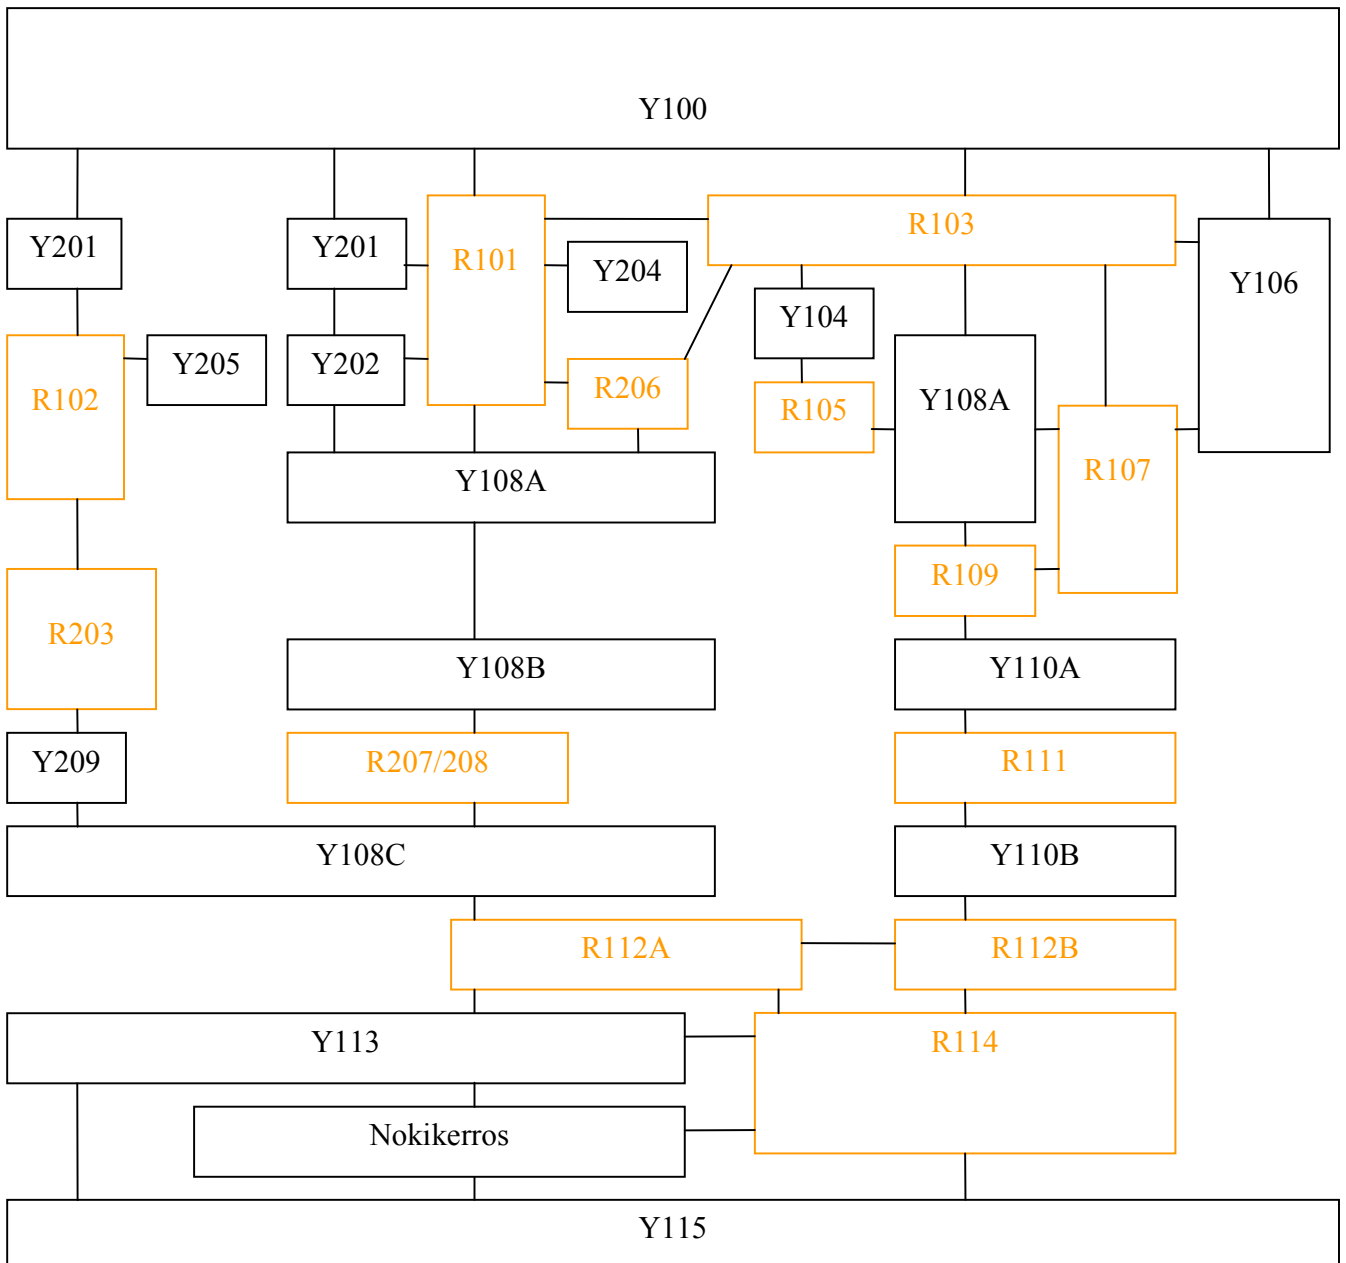 Y100
Y201
Y201
R101
Y204
R103
Y106
R102
Y205
Y202
R206
Y104
R105
Y108A
R107
Y108A
R109
R203
Y108B
Y110A
Y209
R207/208
R111
Y108C
Y110B
R112A
R112B
Y113
R114
Nokikerros
Y115